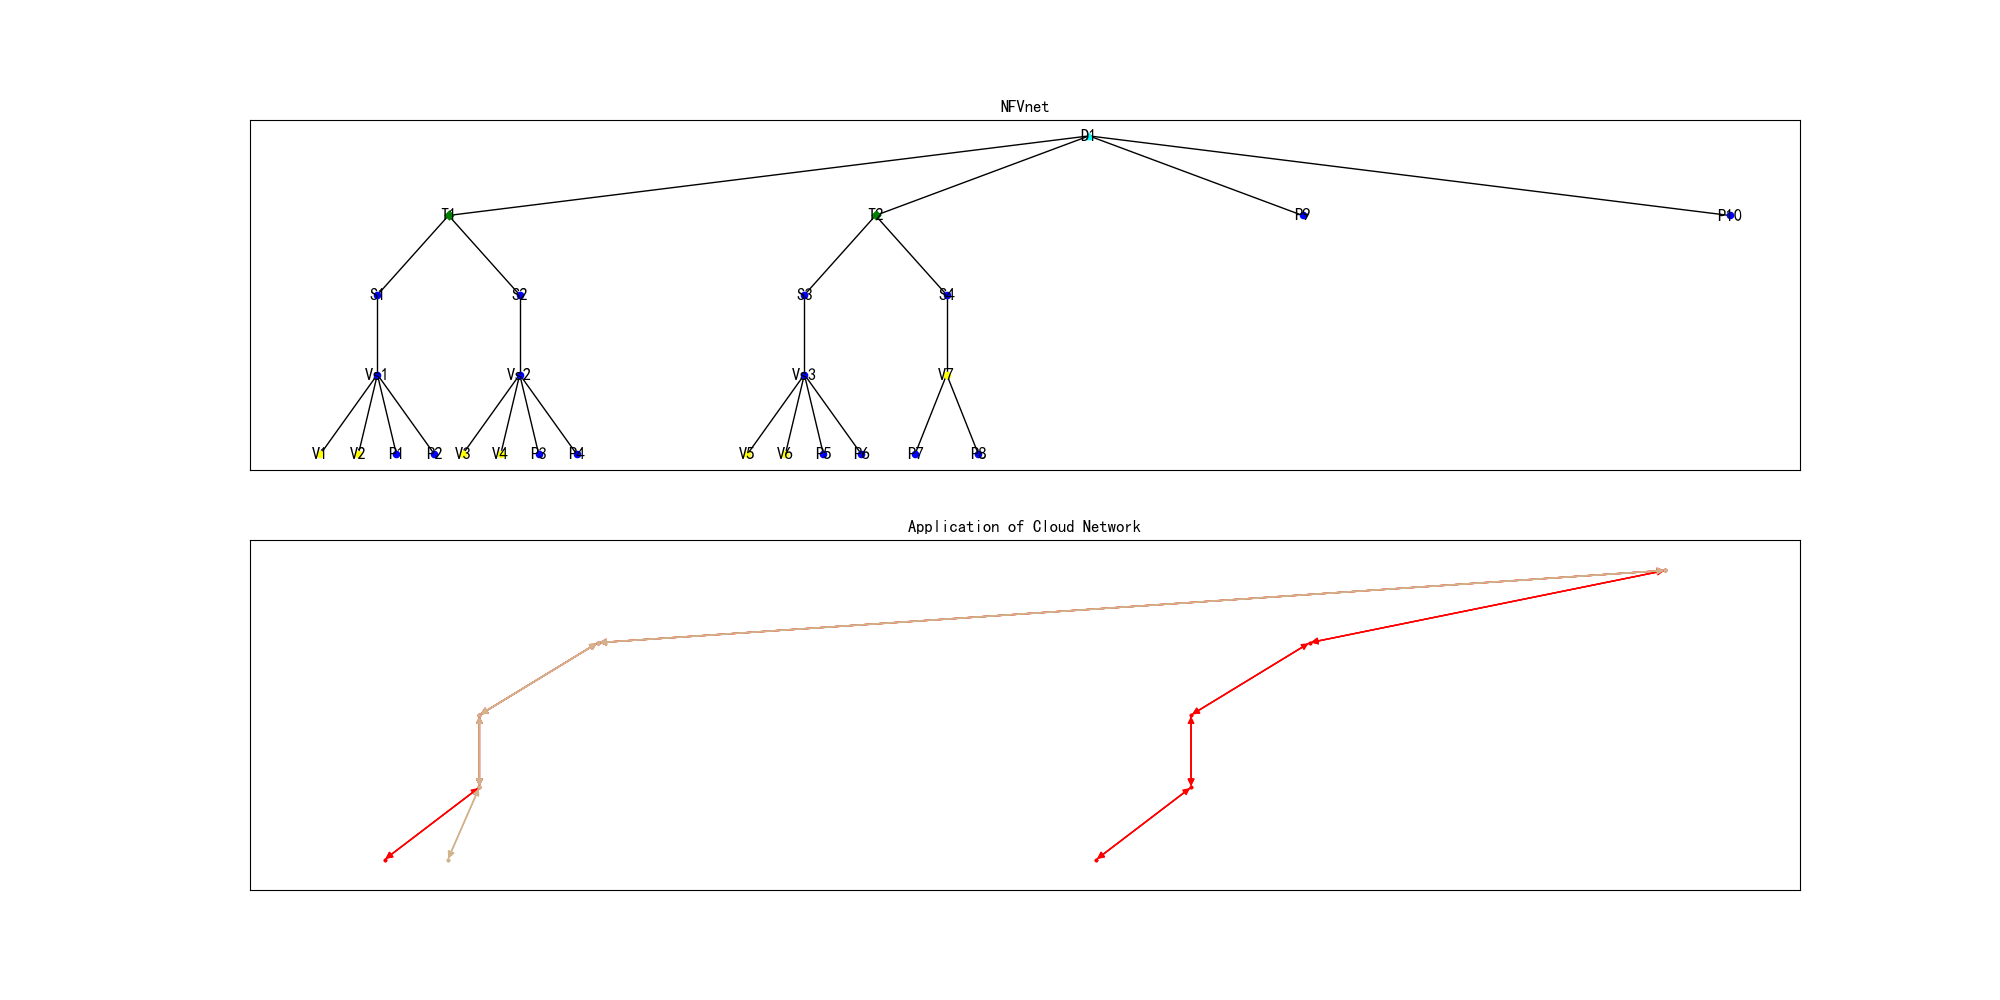 NFVnet
D1
T1 T2 P9 P10
S1 S2 S3 S4
Vs1 Vs2 Vs3 V7
V1 V2 P1 P2 V3 V4 P3 P4 V5 V6 P5 P6 P7 P8
Application of Cloud Network